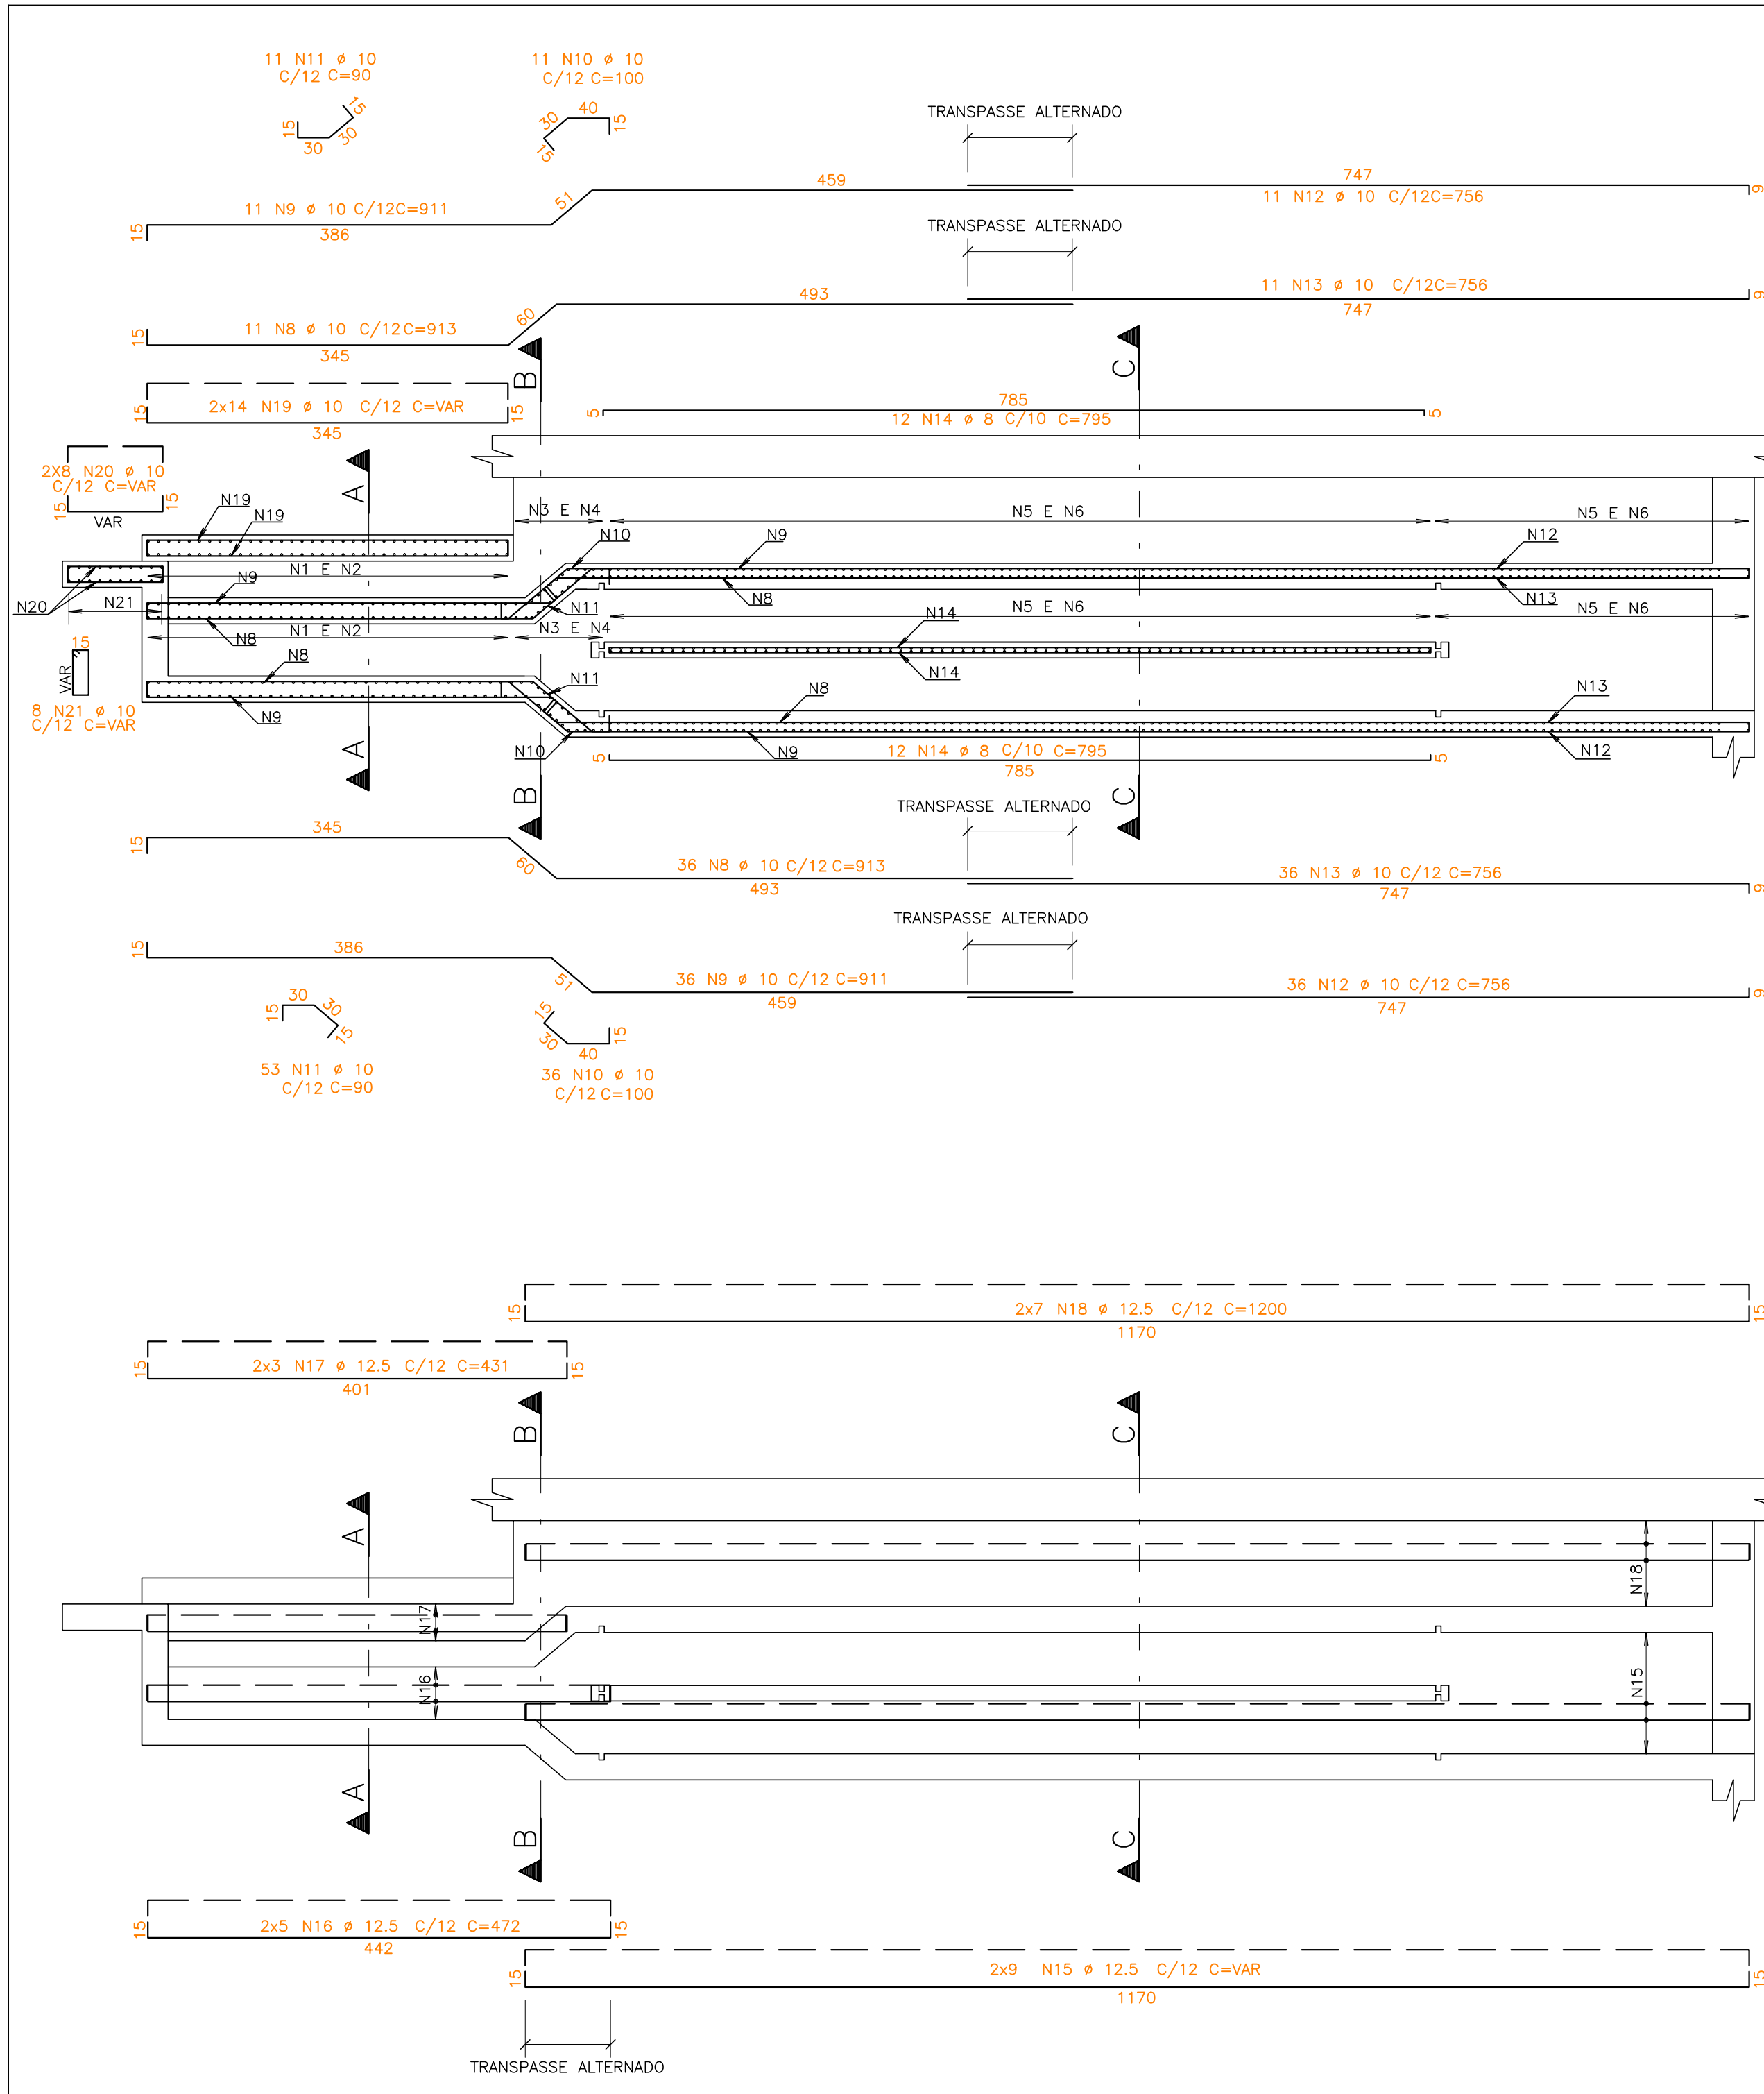 11 N11 ø 10
C/12 C=90
15
30
30
15
11 N10 ø 10
C/12 C=100
40
30
15
15
TRANSPASSE ALTERNADO
11 N9 ø 10 C/12C=911
15
386
51
459
747
11 N12 ø 10 C/12C=756
9
TRANSPASSE ALTERNADO
11 N8 ø 10 C/12C=913
15
345
60
493
11 N13 ø 10 C/12C=756
747
9
B
C
2x14 N19 ø 10 C/12 C=VAR
15
15
345
785
5
5
12 N14 ø 8 C/10 C=795
2X8 N20 ø 10
C/12 C=VAR
15
15
VAR
A
N19
N19
N3 E N4
N5 E N6
N5 E N6
N10
N9
N12
N1 E N2
N9
N20
N21
N8
N11
N8
N13
N5 E N6
N5 E N6
N1 E N2
N3 E N4
N8
N14
N14
15
VAR
8 N21 ø 10
C/12 C=VAR
N8
N11
N9
N8
N13
N10
N9
N12
A
12 N14 ø 8 C/10 C=795
5
5
785
B
C
TRANSPASSE ALTERNADO
345
15
60
36 N8 ø 10 C/12 C=913
493
36 N13 ø 10 C/12 C=756
747
9
TRANSPASSE ALTERNADO
386
15
51
36 N9 ø 10 C/12 C=911
459
36 N12 ø 10 C/12 C=756
747
9
30
30
15
15
53 N11 ø 10
C/12 C=90
15
30
40
15
36 N10 ø 10
C/12 C=100
2x7 N18 ø 12.5 C/12 C=1200
15
15
1170
2x3 N17 ø 12.5 C/12 C=431
15
15
401
B
C
A
N18
N17
N16
N15
A
B
C
2x5 N16 ø 12.5 C/12 C=472
15
15
442
2x9 N15 ø 12.5 C/12 C=VAR
15
15
1170
TRANSPASSE ALTERNADO